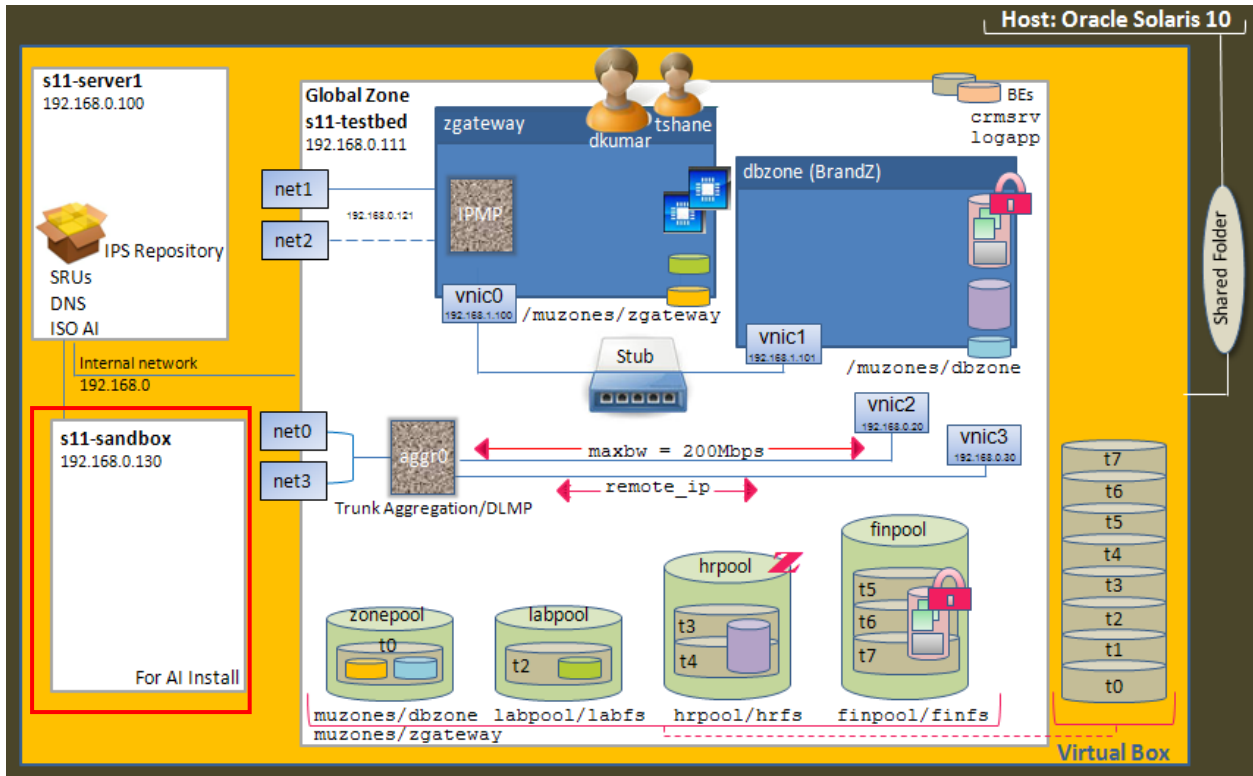 Host: Oracle Solaris 10
s11-server1
192.168.0.100
IPS Repository
SRUs
DNS
ISO AI
Internal network
192.168.0
s11-sandbox
192.168.0.130
For AI Install
Global Zone
s11-testbed
192.168.0.111
net1
net2
192.168.0.121
zgateway
dkumar
tshane
IPMP
vnic0
192.168.1.100
/muzones/zgateway
BEs
crmsrv
logapp
dbzone (BrandZ)
vnic1
192.168.1.101
/muzones/dbzone
Stub
net0
net3
aggr0
Trunk Aggregation/DLMP
maxbw = 200Mbps
remote_ip
vnic2
192.168.0.20
vnic3
192.168.0.30
zonepool
t0
labpool
t2
hrpool
t3
t4
finpool
t5
t6
t7
muzones/dbzone
muzones/zgateway
labpool/labfs
hrpool/hrfs
finpool/finfs
t7
t6
t5
t4
t3
t2
t1
t0
Virtual Box
Shared Folder